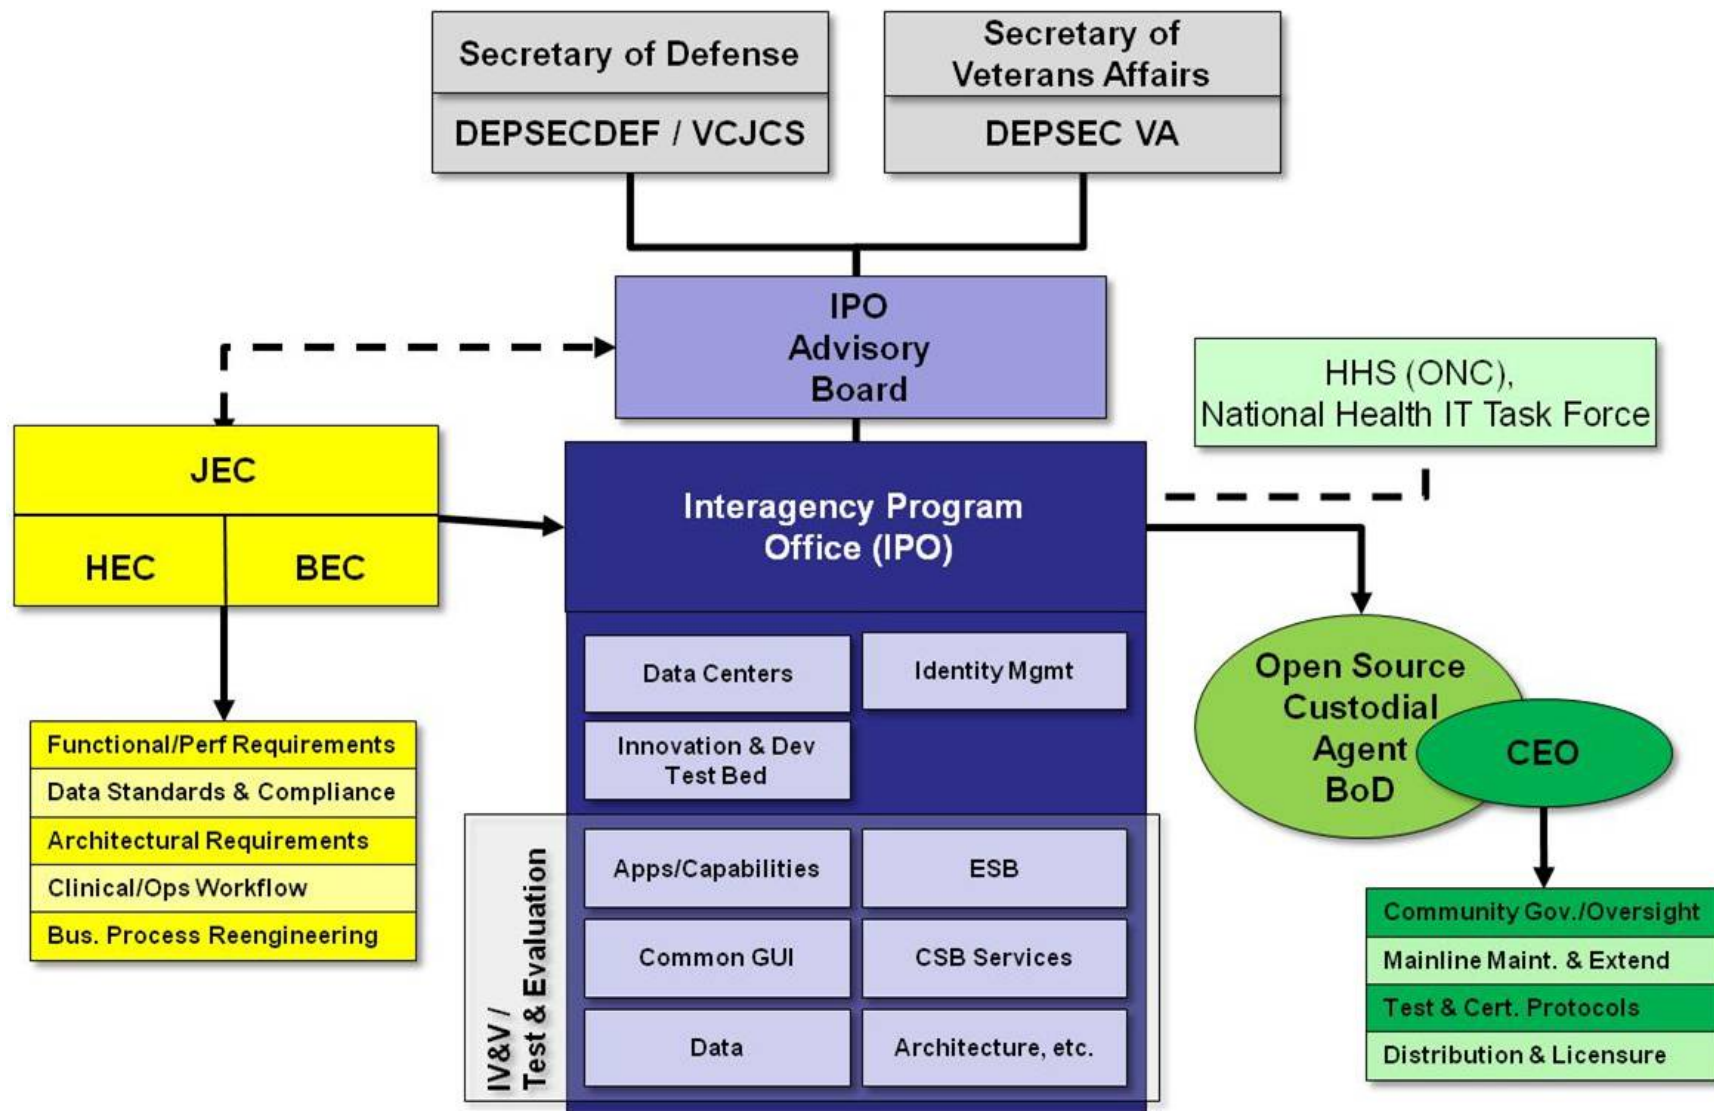 Secretary of Defense
DEPSECDEF / VCJCS
Secretary of
Veterans Affairs
DEPSEC VA
IPO
Advisory
Board
HHS (ONC),
National Health IT Task Force
JEC
HEC
BEC
Interagency Program
Office (IPO)
Data Centers
Identity Mgmt
Innovation & Dev
Test Bed
Open Source
Custodial
Agent
BoD
CEO
Functional/Perf Requirements
Data Standards & Compliance
Architectural Requirements
Clinical/Ops Workflow
Bus. Process Reengineering
IV&V /
Test & Evaluation
Apps/Capabilities
ESB
Common GUI
CSB Services
Data
Architecture, etc.
Community Gov./Oversight
Mainline Maint. & Extend
Test & Cert. Protocols
Distribution & Licensure